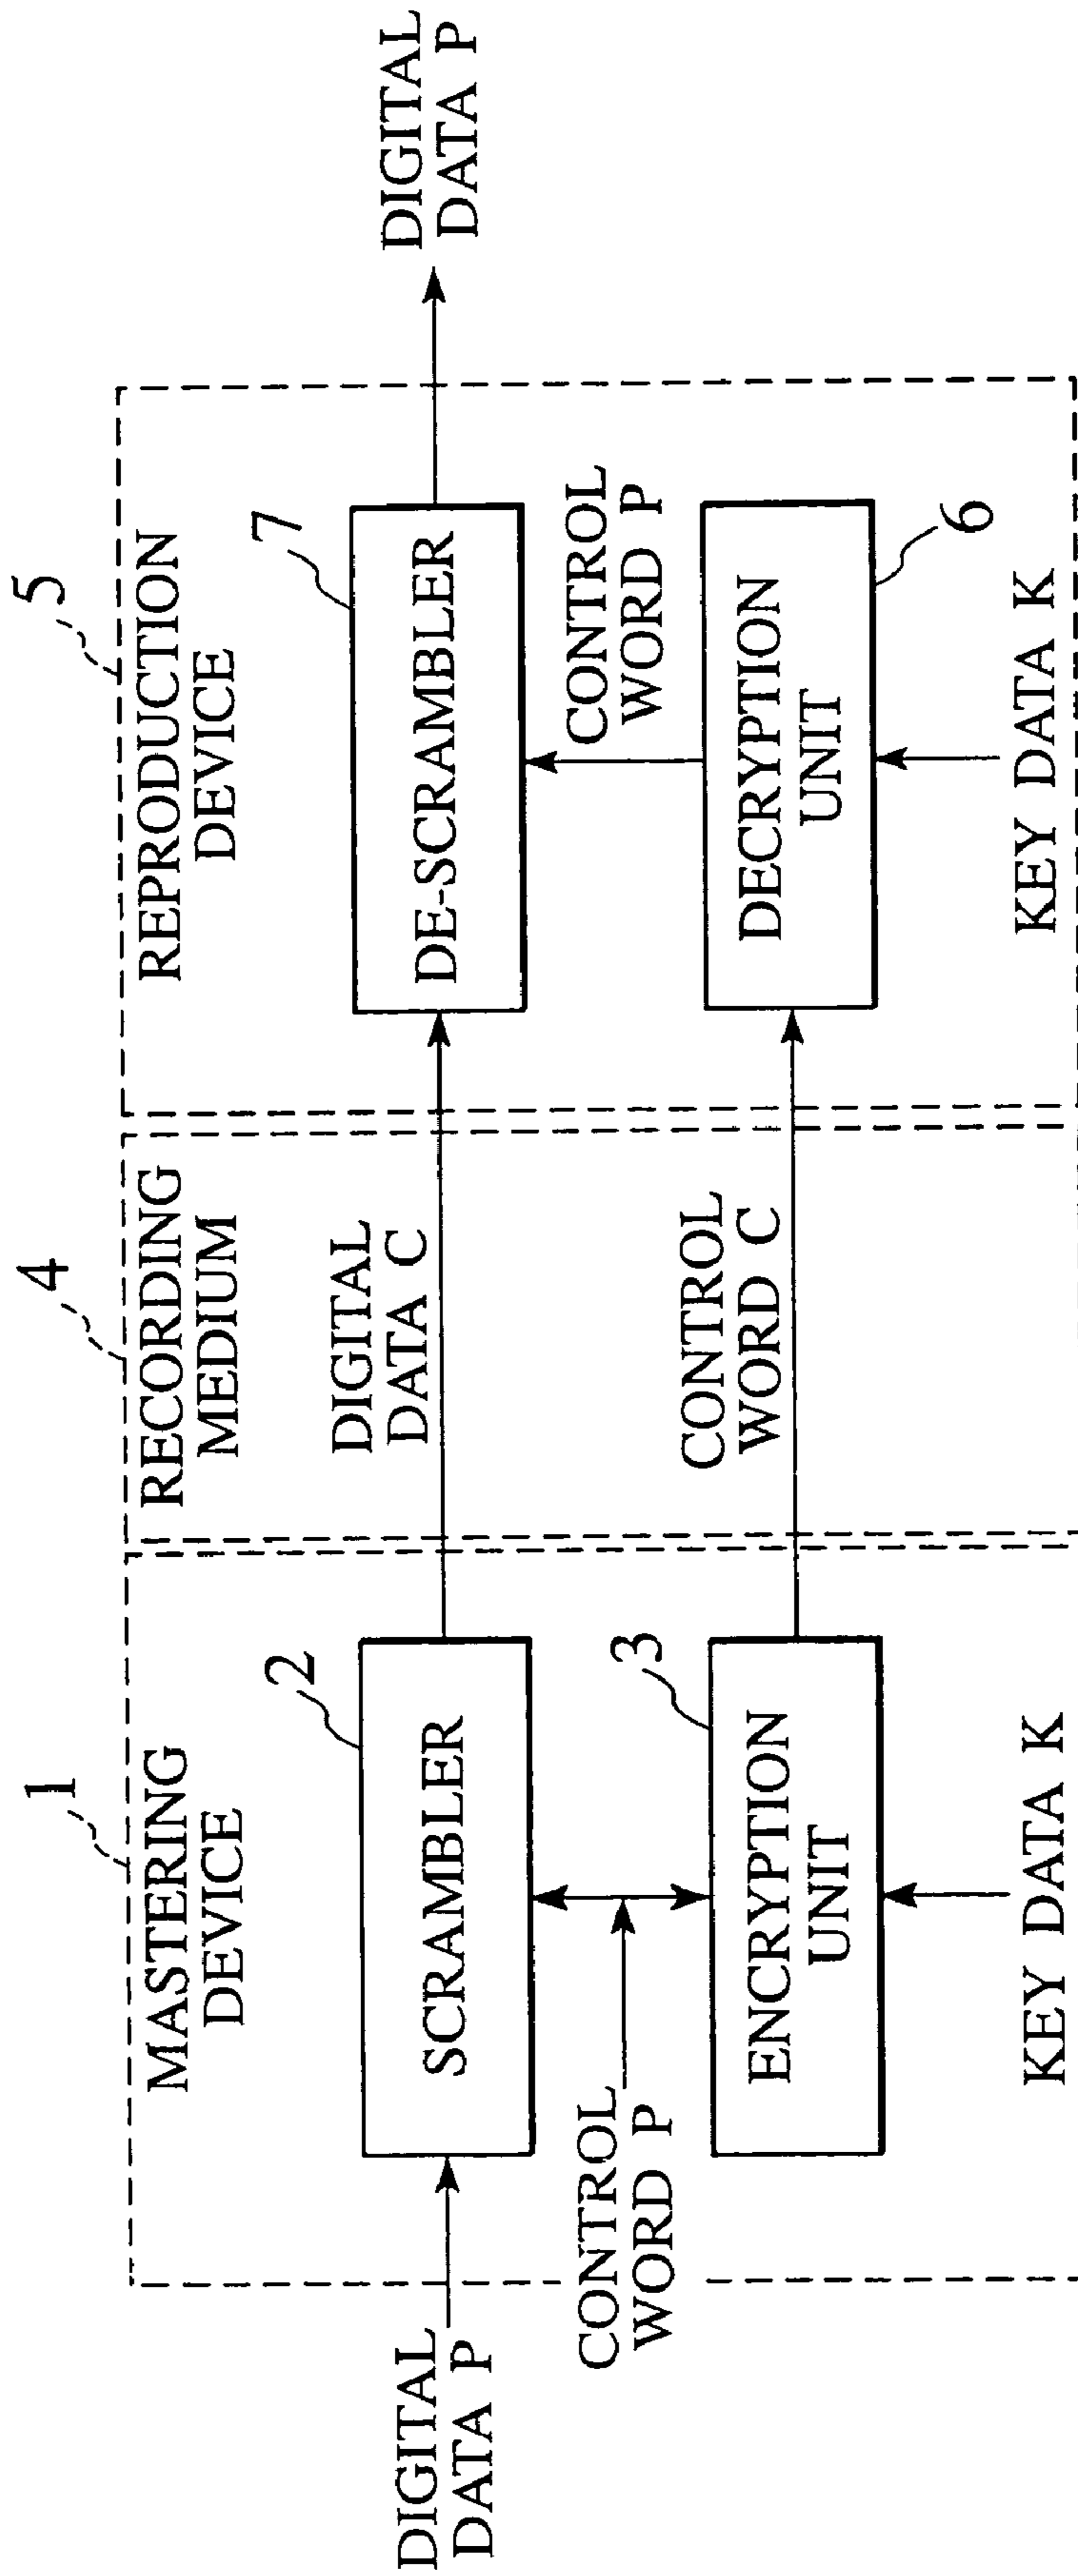 1
MASTERING
DEVICE
DIGITAL
DATA P
SCRAMBLER
2
CONTROL
WORD P
ENCRYPTION
UNIT
3
KEY DATA K
4
RECORDING
MEDIUM
DIGITAL
DATA C
CONTROL
WORD C
5
REPRODUCTION
DEVICE
7
DE-SCRAMBLER
CONTROL
WORD P
DECRYPTION
UNIT
6
KEY DATA K
DIGITAL
DATA P